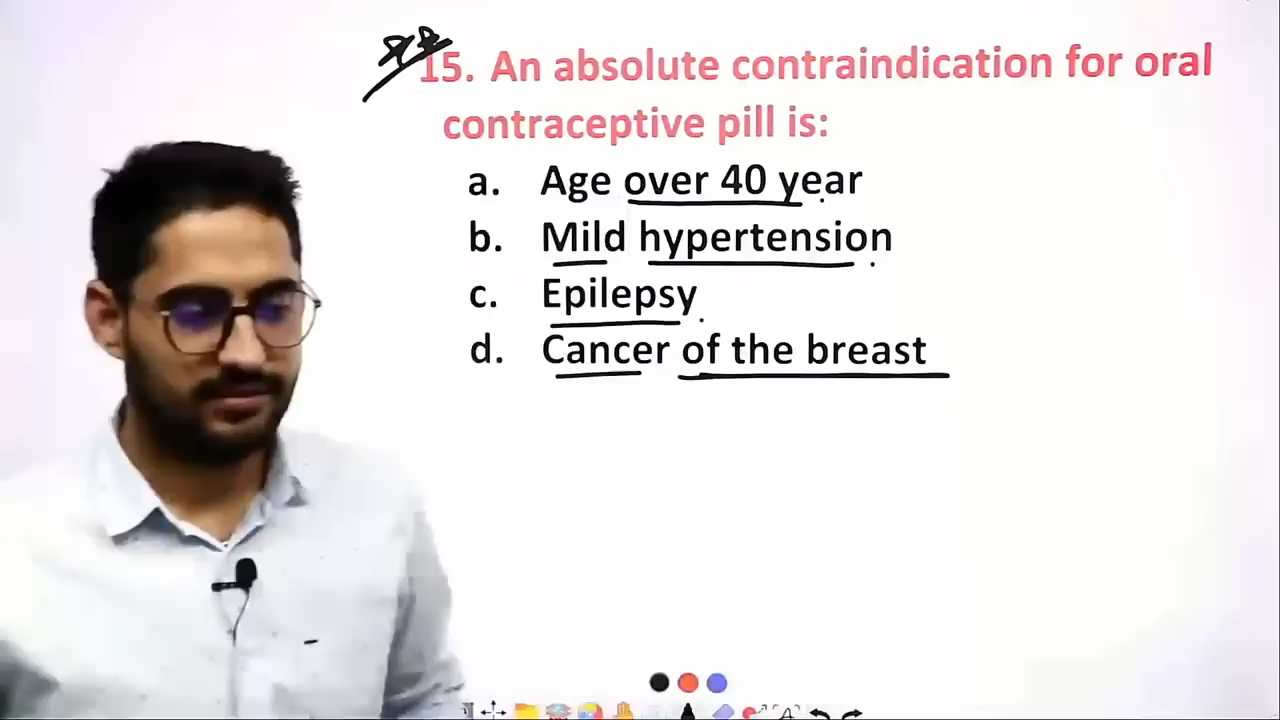 15. An absolute contraindication for oral
contraceptive pill is:
a. Age over 40 year
b. Mild hypertension
c. Epilepsy
d. Cancer of the breast